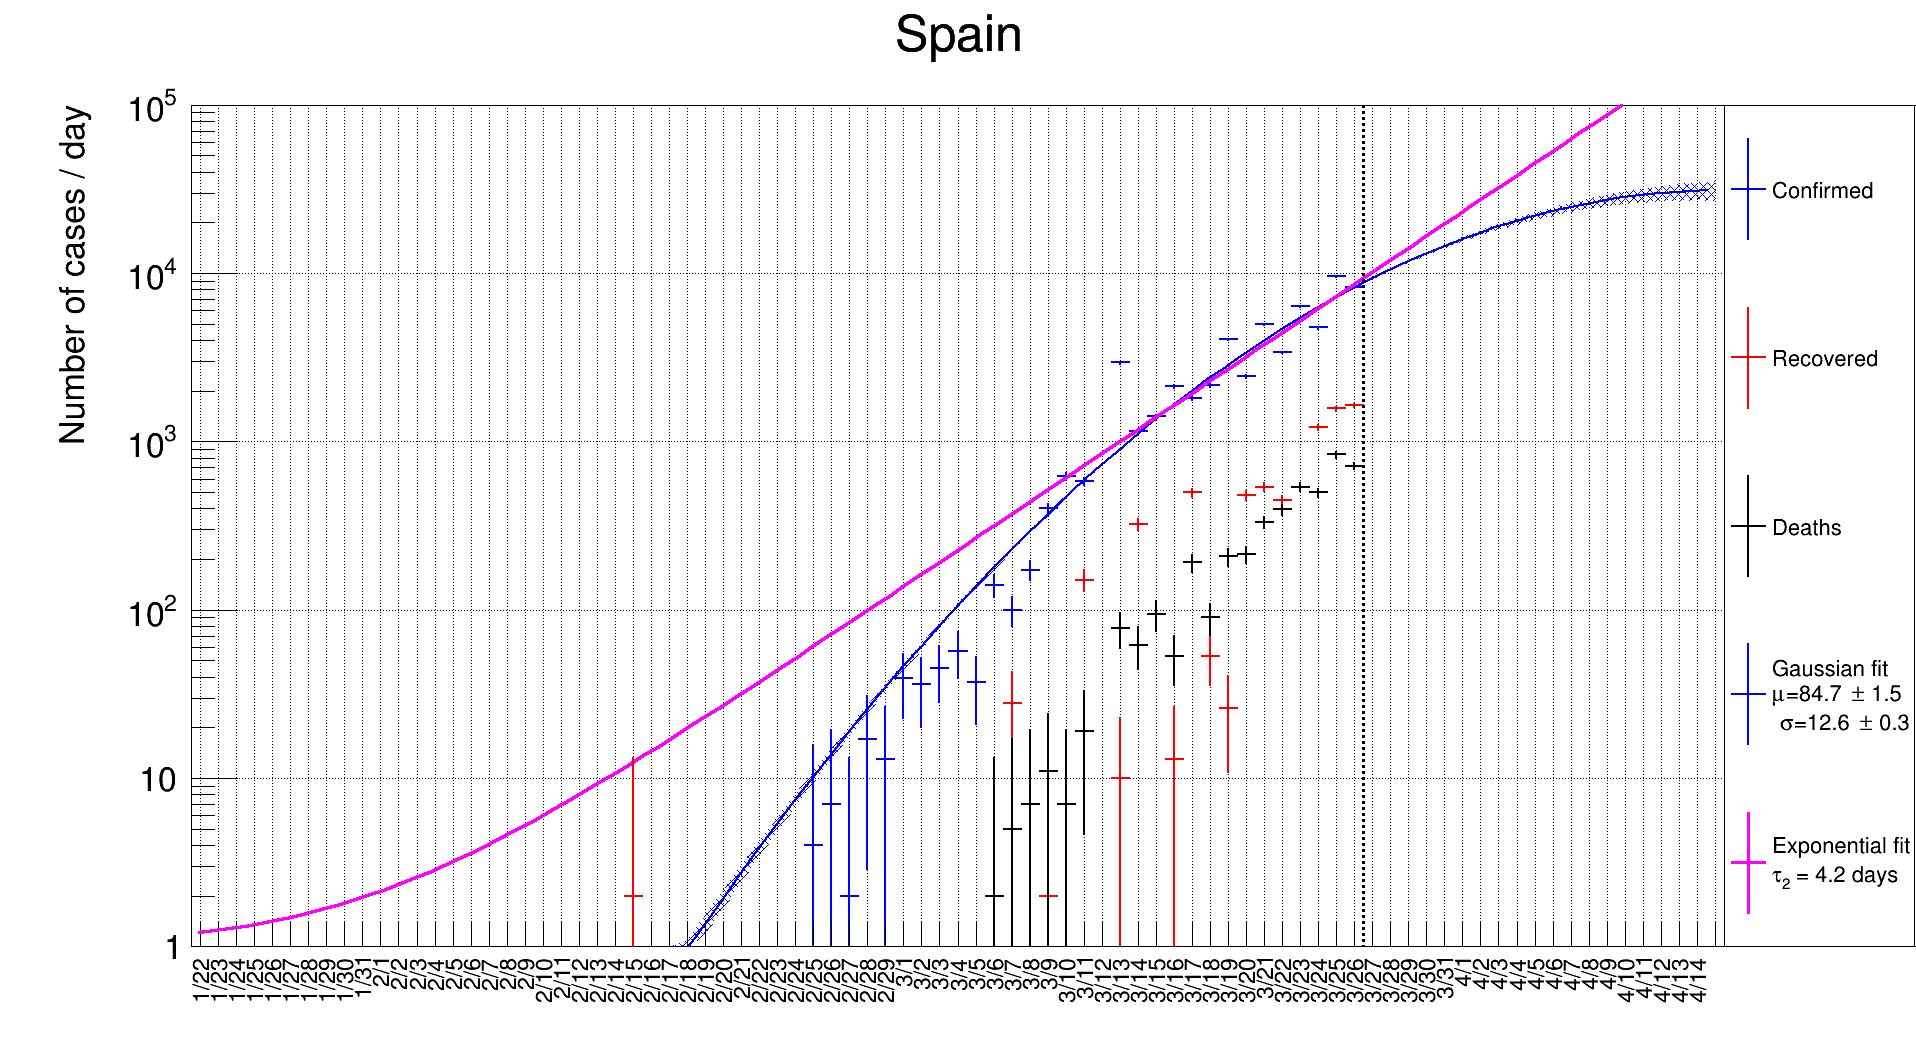 Spain
Number of cases / day
10^5
10^4
10^3
10^2
10
1
1/22 1/23 1/24 1/25 1/26 1/27 1/28 1/29 1/30 1/31 2/1 2/2 2/3 2/4 2/5 2/6 2/7 2/8 2/9 2/10 2/11 2/12 2/13 2/14 2/15 2/16 2/17 2/18 2/19 2/20 2/21 2/22 2/23 2/24 2/25 2/26 2/27 2/28 2/29 3/1 3/2 3/3 3/4 3/5 3/6 3/7 3/8 3/9 3/10 3/11 3/12 3/13 3/14 3/15 3/16 3/17 3/18 3/19 3/20 3/21 3/22 3/23 3/24 3/25 3/26 3/27 3/28 3/29 3/30 3/31 4/1 4/2 4/3 4/4 4/5 4/6 4/7 4/8 4/9 4/10 4/11 4/12 4/13 4/14
Confirmed
Recovered
Deaths
Gaussian fit
μ=84.7 ± 1.5
σ=12.6 ± 0.3
Exponential fit
τ₂ = 4.2 days